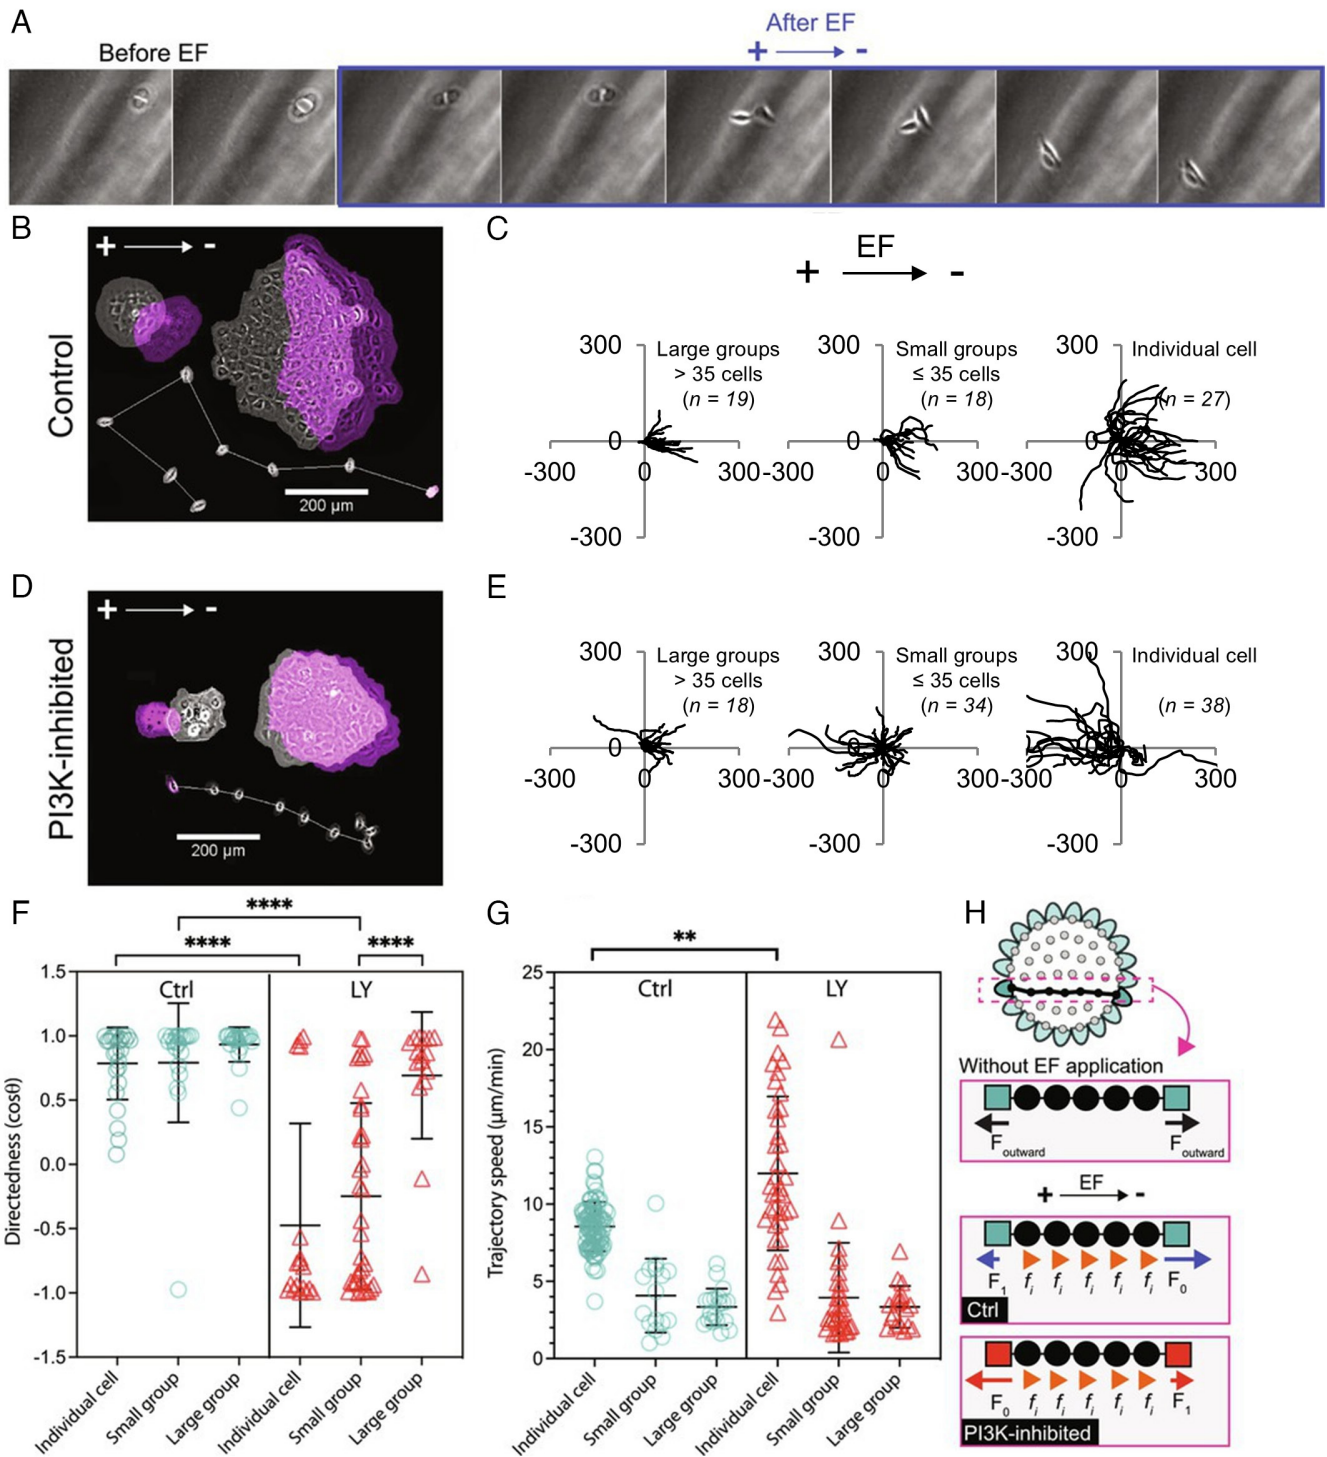 A
Before EF
After EF
+ -
B
+ -
Control
200 µm
C
EF
+ -
300
0
-300
-300 0 300
Large groups
> 35 cells
(n = 19)
300
0
-300
-300 0 300
Small groups
≤ 35 cells
(n = 18)
300
0
-300
-300 0 300
Individual cell
(n = 27)
D
+ -
PI3K-inhibited
200 µm
E
300
0
-300
-300 0 300
Large groups
> 35 cells
(n = 18)
300
0
-300
-300 0 300
Small groups
≤ 35 cells
(n = 34)
300
0
-300
-300 0 300
Individual cell
(n = 38)
F
****
**** ****
Ctrl LY
Directedness (cosθ)
1.5
1.0
0.5
0.0
-0.5
-1.0
-1.5
Individual cell
Small group
Large group
Individual cell
Small group
Large group
G
**
Ctrl LY
Trajectory speed (µm/min)
25
20
15
10
5
0
Individual cell
Small group
Large group
Individual cell
Small group
Large group
H
Without EF application
Foutward Foutward
EF
+ -
F1 fi fi fi fi fi F0
Ctrl
F0 fi fi fi fi fi F1
PI3K-inhibited